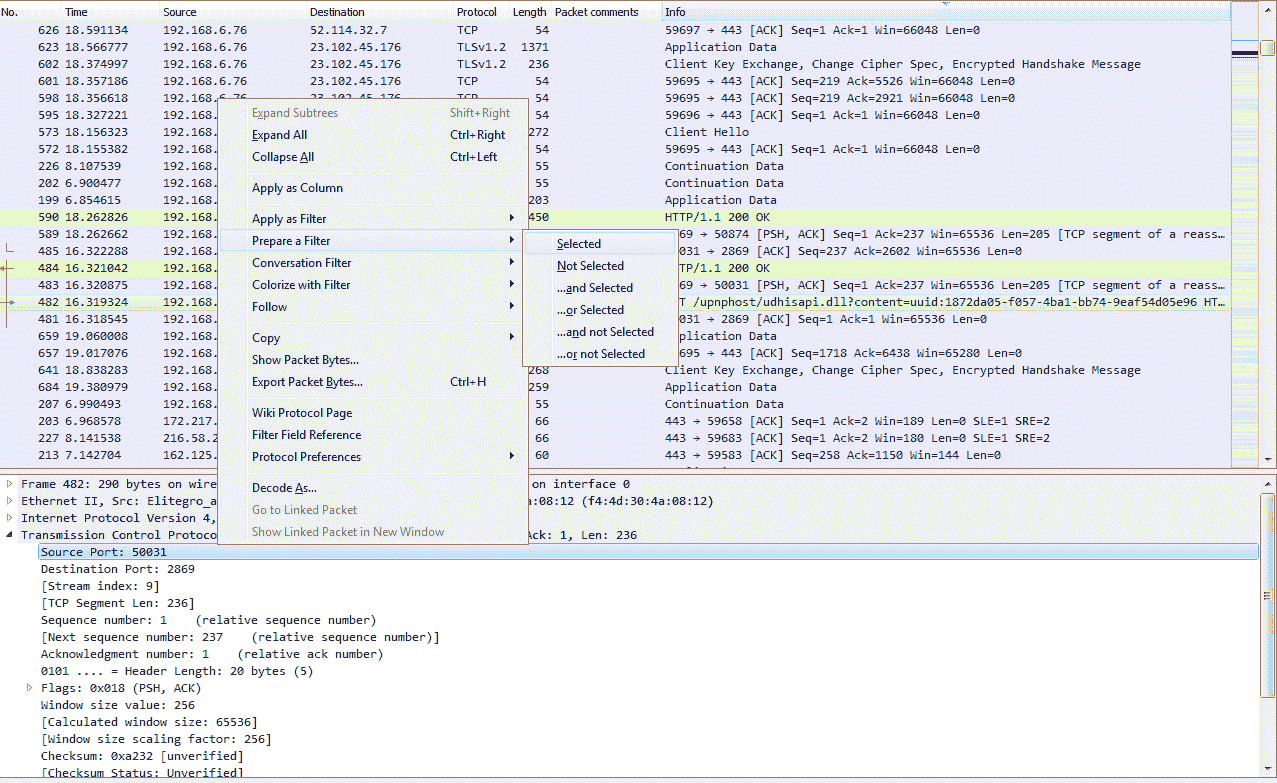 No. Time Source Destination Protocol Length Packet comments Info
626 18.591134 192.168.6.76 52.114.32.7 TCP 54 59697 → 443 [ACK] Seq=1 Ack=1 Win=66048 Len=0
623 18.566777 192.168.6.76 23.102.45.176 TLSv1.2 1371 Application Data
602 18.374997 192.168.6.76 23.102.45.176 TLSv1.2 236 Client Key Exchange, Change Cipher Spec, Encrypted Handshake Message
601 18.357186 192.168.6.76 23.102.45.176 TCP 54 59695 → 443 [ACK] Seq=219 Ack=5526 Win=66048 Len=0
598 18.356618 192.168.6.76 23.102.45.176 TCP 54 59695 → 443 [ACK] Seq=219 Ack=2921 Win=66048 Len=0
595 18.327221 192.168. 54 59696 → 443 [ACK] Seq=1 Ack=1 Win=66048 Len=0
573 18.156323 192.168. 272 Client Hello
572 18.155382 192.168. 54 59695 → 443 [ACK] Seq=1 Ack=1 Win=66048 Len=0
226 8.107539 192.168. 55 Continuation Data
202 6.900477 192.168. 55 Continuation Data
199 6.854615 192.168. 203 Application Data
590 18.262826 192.168. 450 HTTP/1.1 200 OK
589 18.262662 192.168. 69 → 50874 [PSH, ACK] Seq=1 Ack=237 Win=65536 Len=205 [TCP segment of a reass…
485 16.322288 192.168. 031 → 2869 [ACK] Seq=237 Ack=2602 Win=65536 Len=0
484 16.321042 192.168. TP/1.1 200 OK
483 16.320875 192.168. 69 → 50031 [PSH, ACK] Seq=1 Ack=237 Win=65536 Len=205 [TCP segment of a reass…
482 16.319324 192.168. T /upnphost/udhisapi.dll?content=uuid:1872da05-f057-4ba1-bb74-9eaf54d05e96 HT…
481 16.318545 192.168. 031 → 2869 [ACK] Seq=1 Ack=1 Win=65536 Len=0
659 19.060008 192.168. plication Data
657 19.017076 192.168. 695 → 443 [ACK] Seq=1718 Ack=6438 Win=65280 Len=0
641 18.838283 192.168. 268 Client Key Exchange, Change Cipher Spec, Encrypted Handshake Message
684 19.380979 192.168. 259 Application Data
207 6.990493 192.168. 55 Continuation Data
203 6.968578 172.217. 66 443 → 59658 [ACK] Seq=1 Ack=2 Win=189 Len=0 SLE=1 SRE=2
227 8.141538 216.58.2 66 443 → 59683 [ACK] Seq=1 Ack=2 Win=180 Len=0 SLE=1 SRE=2
213 7.142704 162.125. 60 443 → 59583 [ACK] Seq=258 Ack=1150 Win=144 Len=0
Expand Subtrees Shift+Right
Expand All Ctrl+Right
Collapse All Ctrl+Left
Apply as Column
Apply as Filter
Prepare a Filter
Conversation Filter
Colorize with Filter
Follow
Copy
Show Packet Bytes...
Export Packet Bytes... Ctrl+H
Wiki Protocol Page
Filter Field Reference
Protocol Preferences
Decode As...
Go to Linked Packet
Show Linked Packet in New Window
Selected
Not Selected
...and Selected
...or Selected
...and not Selected
...or not Selected
Frame 482: 290 bytes on wire on interface 0
Ethernet II, Src: Elitegro_a a:08:12 (f4:4d:30:4a:08:12)
Internet Protocol Version 4,
Transmission Control Protoco Ack: 1, Len: 236
Source Port: 50031
Destination Port: 2869
[Stream index: 9]
[TCP Segment Len: 236]
Sequence number: 1 (relative sequence number)
[Next sequence number: 237 (relative sequence number)]
Acknowledgment number: 1 (relative ack number)
0101 .... = Header Length: 20 bytes (5)
Flags: 0x018 (PSH, ACK)
Window size value: 256
[Calculated window size: 65536]
[Window size scaling factor: 256]
Checksum: 0xa232 [unverified]
[Checksum Status: Unverified]